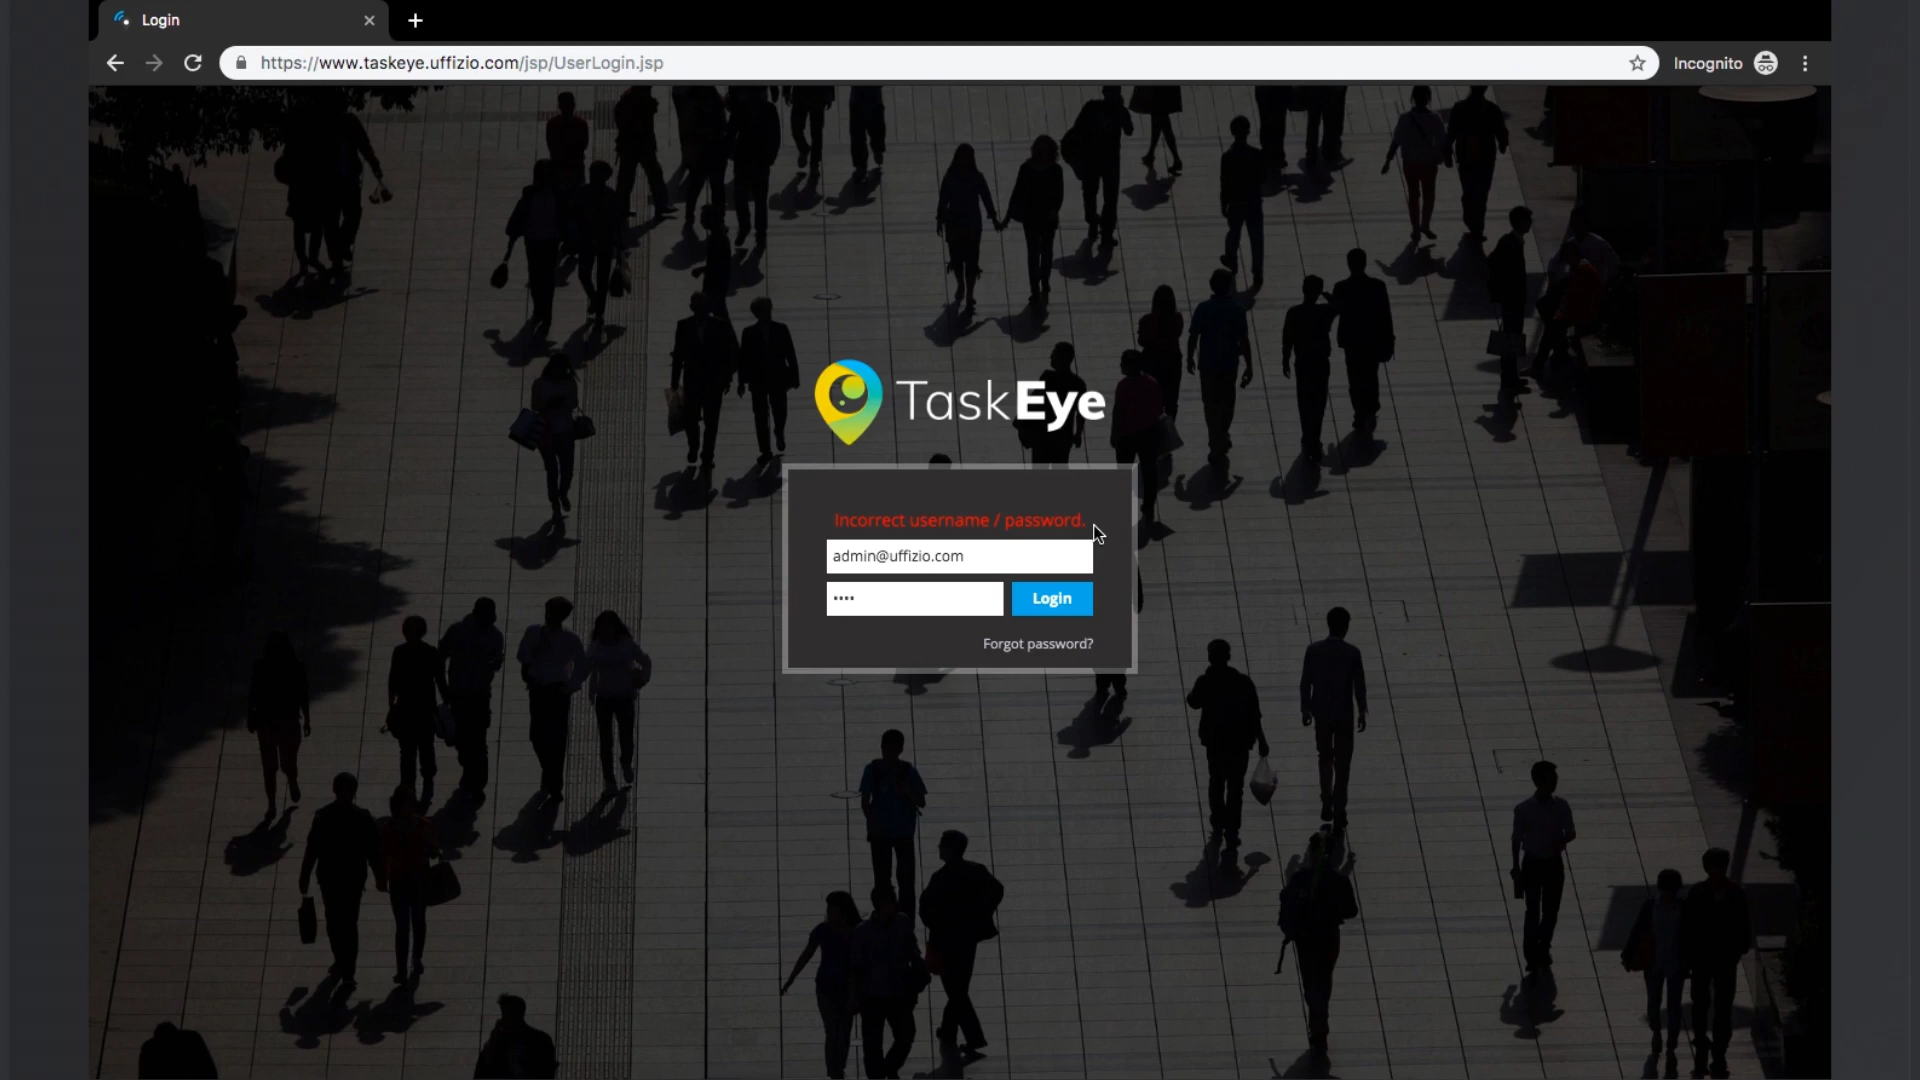 Login
https://www.taskeye.uffizio.com/jsp/UserLogin.jsp
Incognito
TaskEye
Incorrect username / password.
admin@uffizio.com
••••
Login
Forgot password?